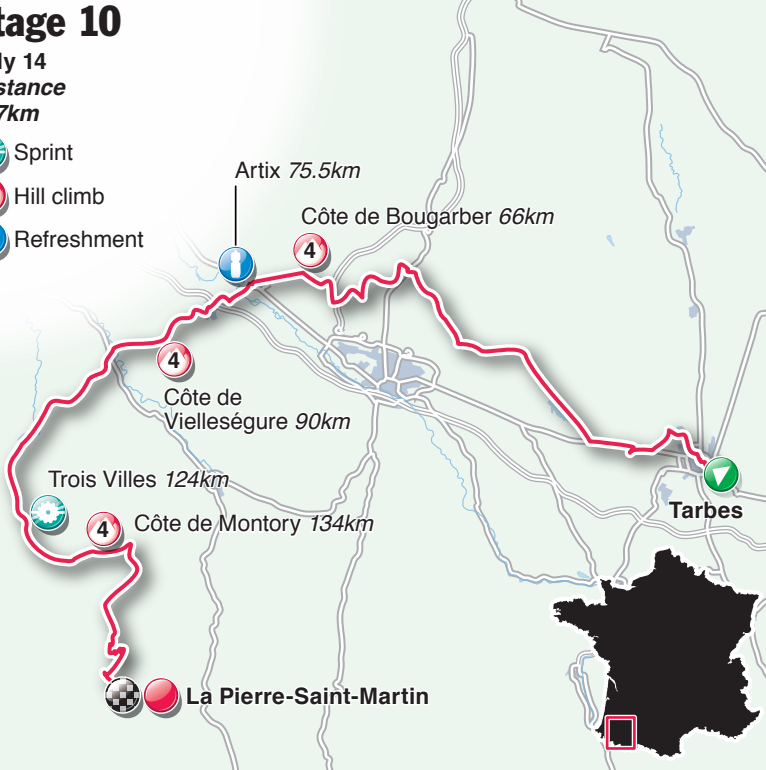 tage 10
ly 14
stance
7km
Sprint
Hill climb
Refreshment
Artix 75.5km
Côte de Bougarber 66km
4
4
Côte de
Vielleségure 90km
Trois Villes 124km
4
Côte de Montory 134km
Tarbes
La Pierre-Saint-Martin